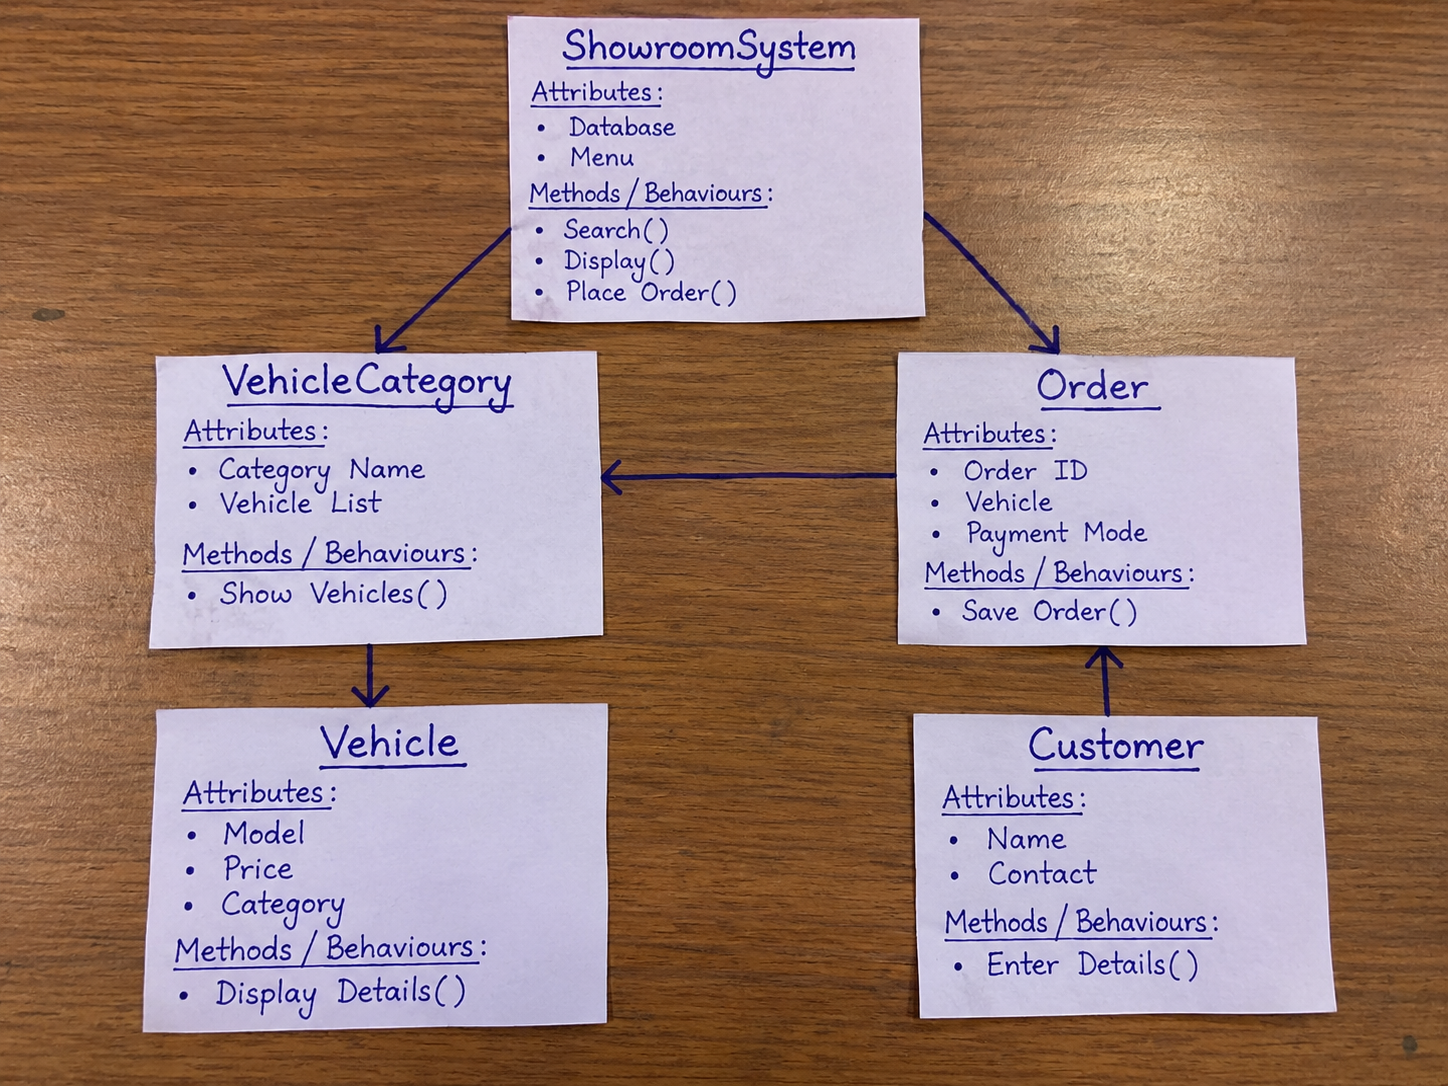 ShowroomSystem
Attributes:
• Database
• Menu
Methods / Behaviours:
• Search()
• Display()
• Place Order()
VehicleCategory
Attributes:
• Category Name
• Vehicle List
Methods / Behaviours:
• Show Vehicles()
Order
Attributes:
• Order ID
• Vehicle
• Payment Mode
Methods / Behaviours:
• Save Order()
Vehicle
Attributes:
• Model
• Price
• Category
Methods / Behaviours:
• Display Details()
Customer
Attributes:
• Name
• Contact
Methods / Behaviours:
• Enter Details()